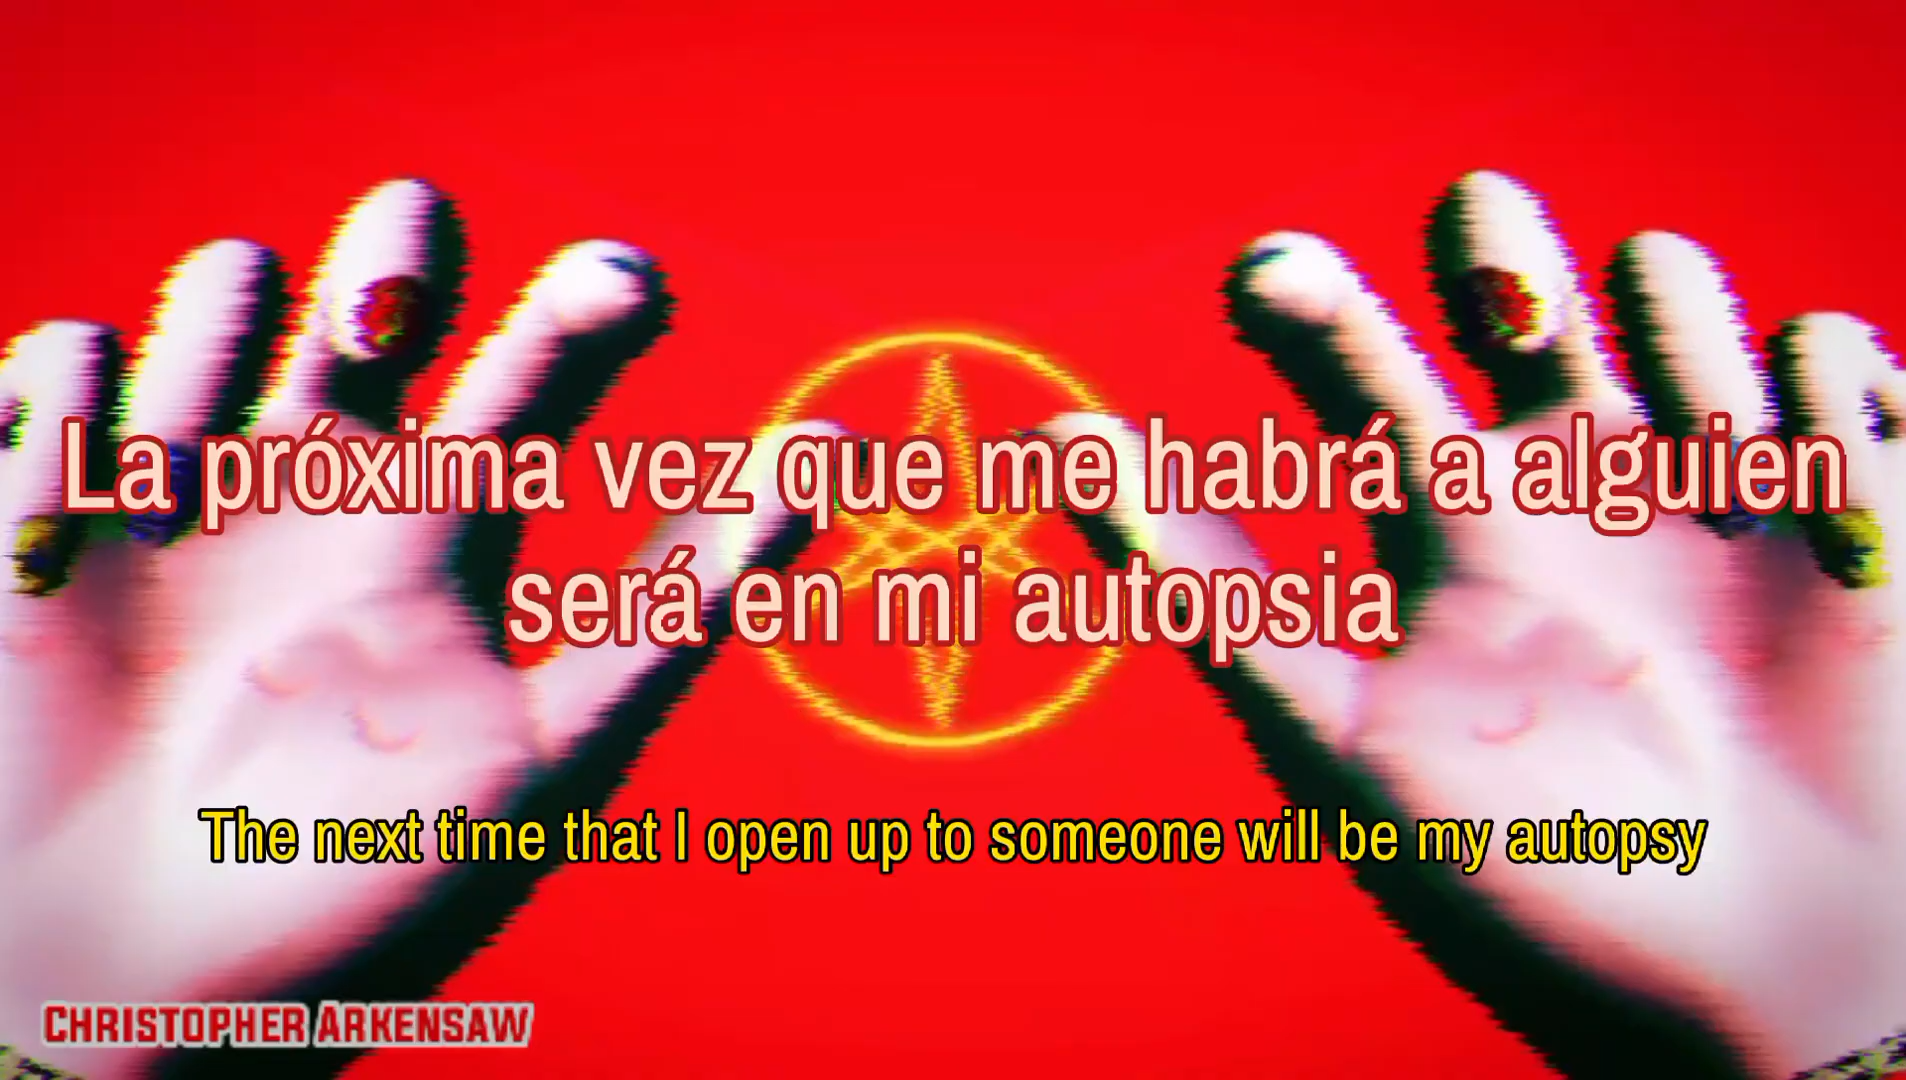 La próxima vez que me habrá a alguien
será en mi autopsia
The next time that I open up to someone will be my autopsy
CHRISTOPHER ARKENSAW